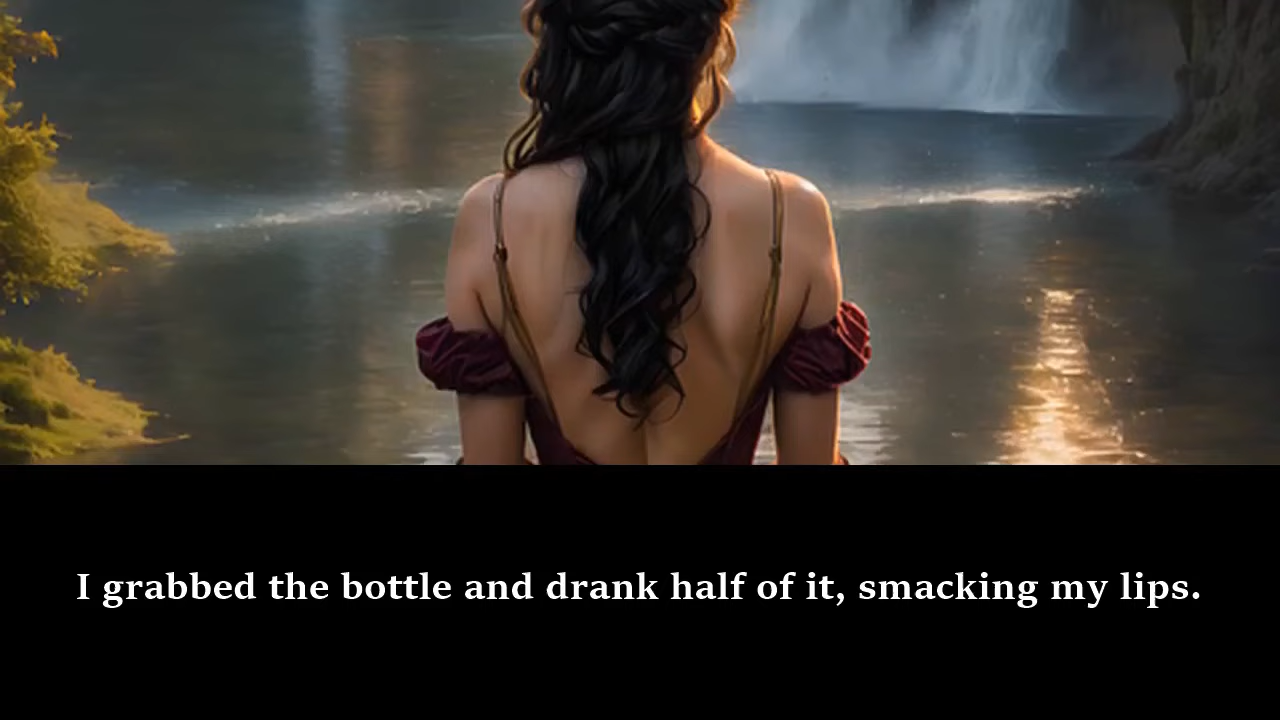 I grabbed the bottle and drank half of it, smacking my lips.